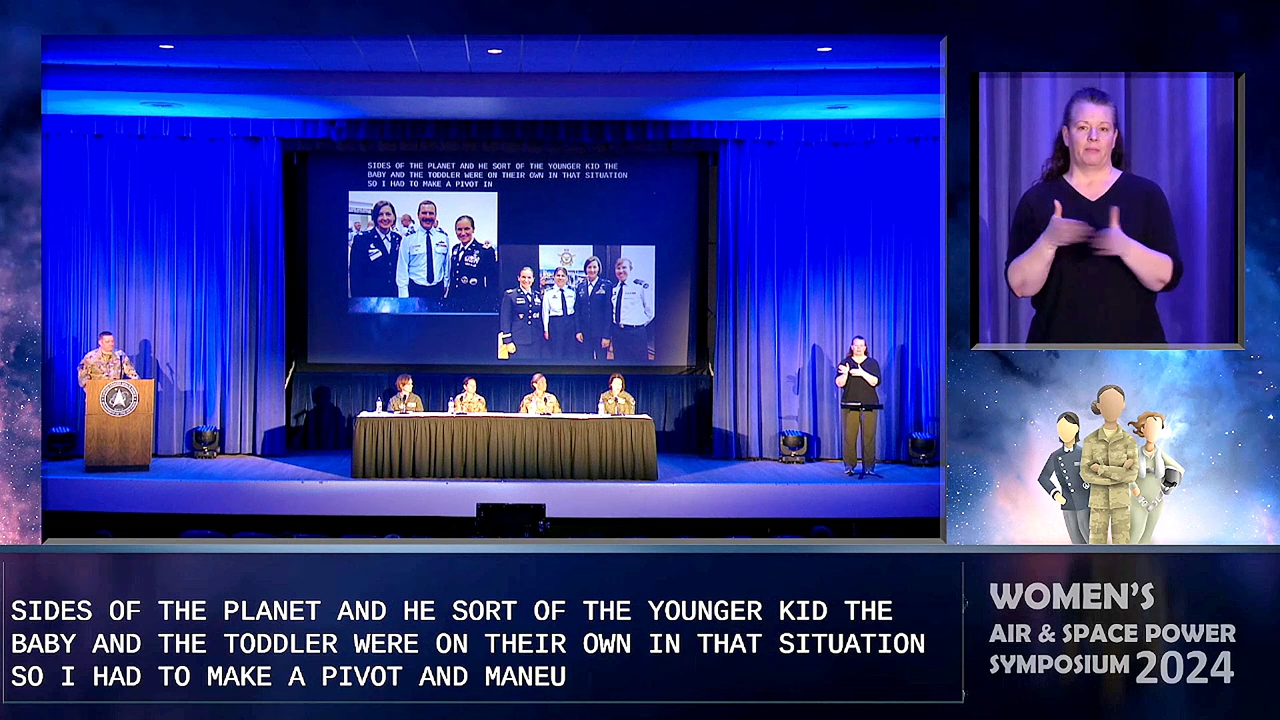 SIDES OF THE PLANET AND HE SORT OF THE YOUNGER KID THE
BABY AND THE TODDLER WERE ON THEIR OWN IN THAT SITUATION
SO I HAD TO MAKE A PIVOT IN
SIDES OF THE PLANET AND HE SORT OF THE YOUNGER KID THE
BABY AND THE TODDLER WERE ON THEIR OWN IN THAT SITUATION
SO I HAD TO MAKE A PIVOT AND MANEU
WOMEN'S
AIR & SPACE POWER
SYMPOSIUM 2024